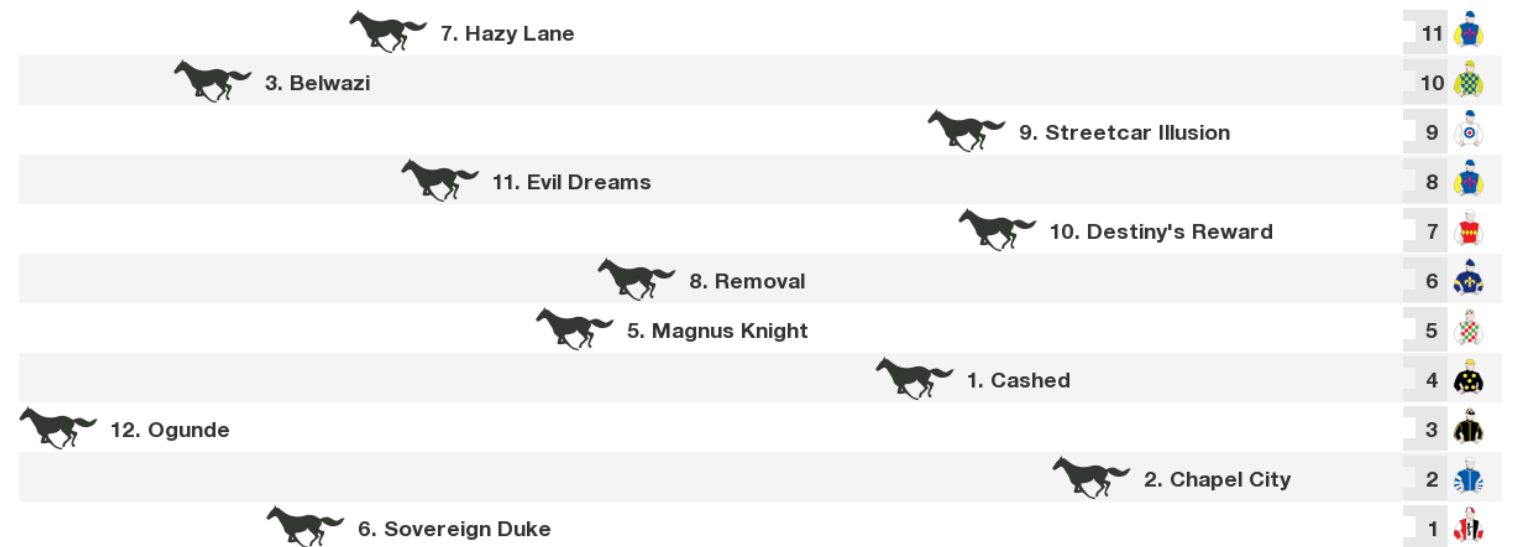 7. Hazy Lane 11
3. Belwazi 10
9. Streetcar Illusion 9
11. Evil Dreams 8
10. Destiny's Reward 7
8. Removal 6
5. Magnus Knight 5
1. Cashed 4
12. Ogunde 3
2. Chapel City 2
6. Sovereign Duke 1